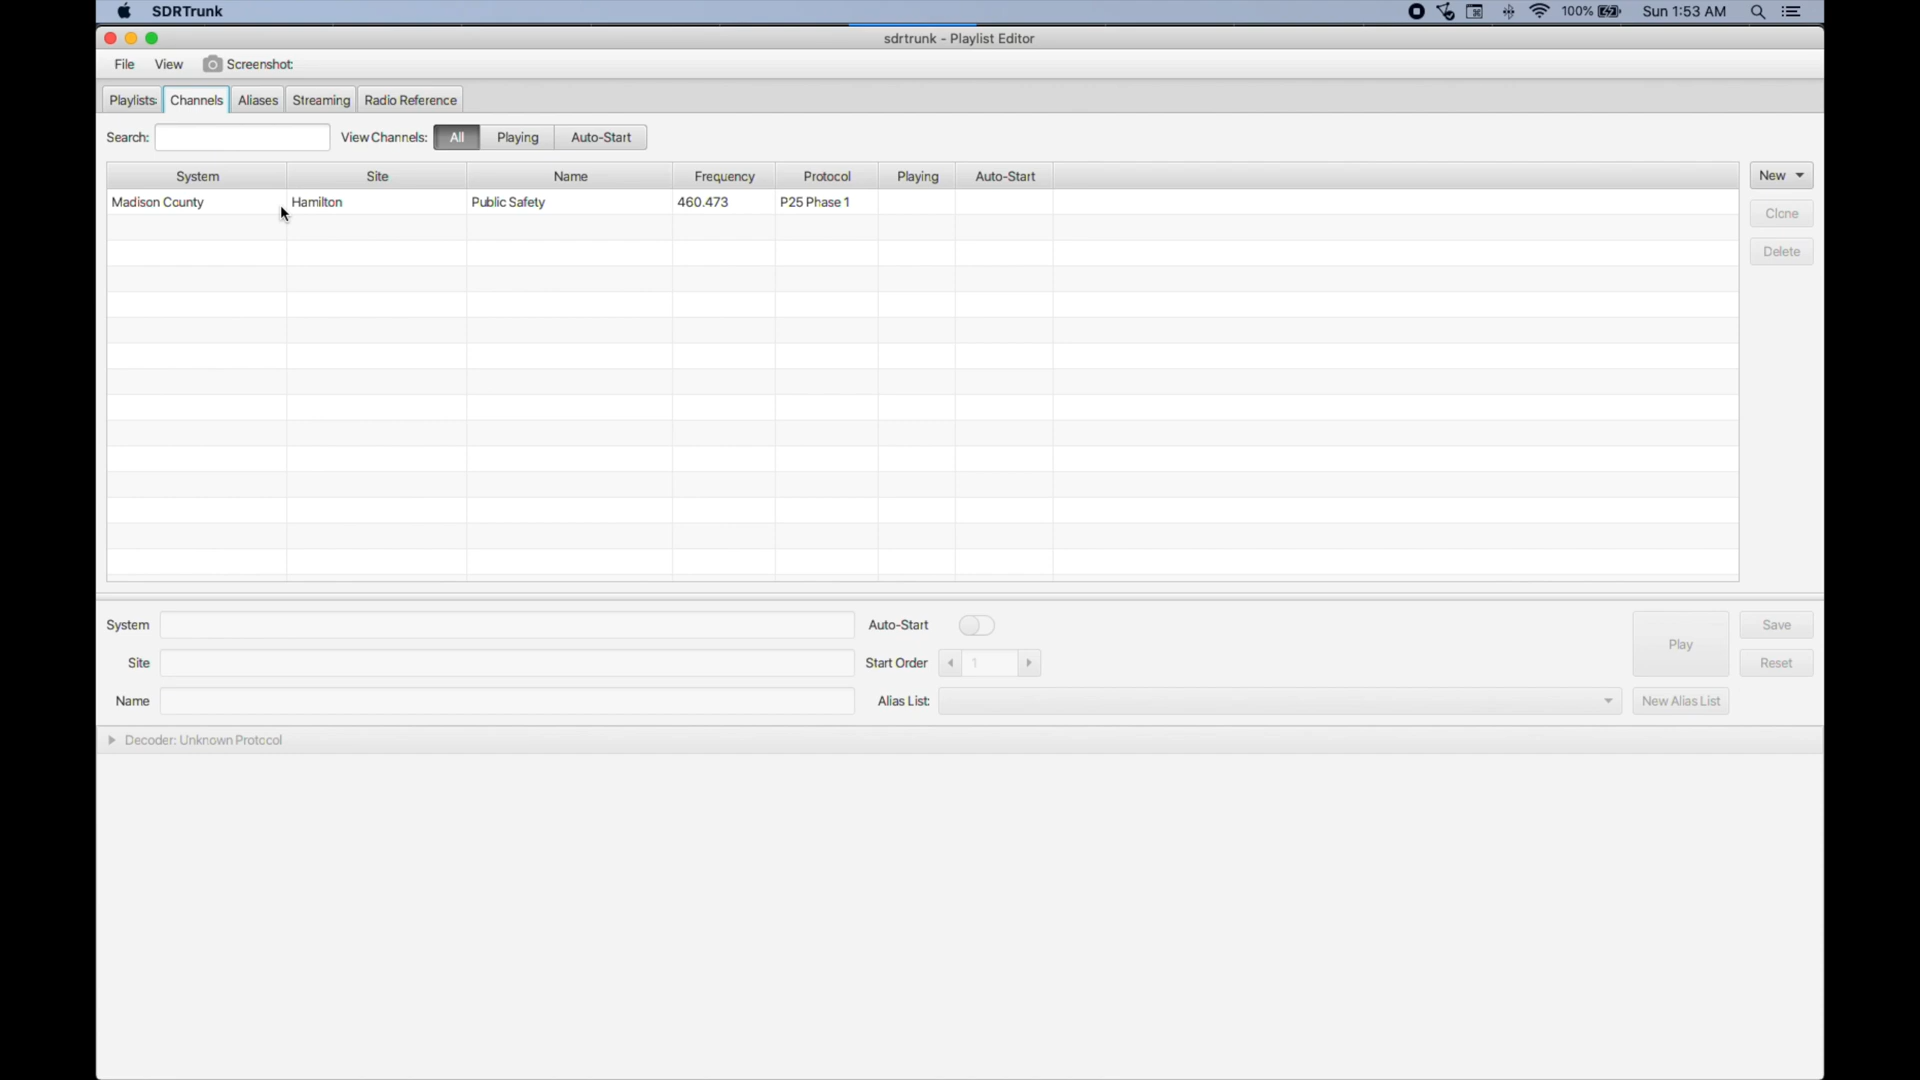 SDRTrunk 100% Sun 1:53 AM
sdrtrunk - Playlist Editor
File View Screenshot
Playlists Channels Aliases Streaming Radio Reference
Search: View Channels: All Playing Auto-Start
System Site Name Frequency Protocol Playing Auto-Start New
Madison County Hamilton Public Safety 460.473 P25 Phase 1
Clone
Delete
System Auto-Start Play Save
Site Start Order 1 Reset
Name Alias List: New Alias List
Decoder: Unknown Protocol